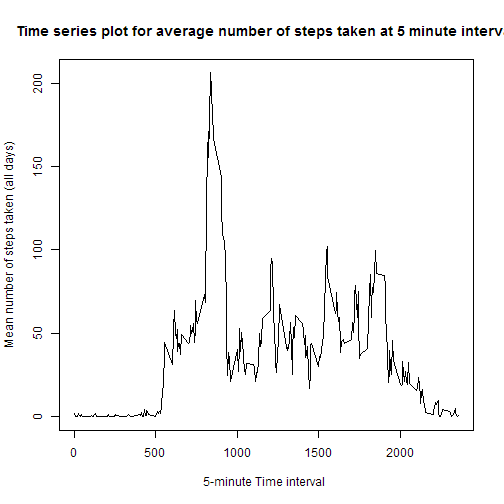 Time series plot for average number of steps taken at 5 minute interv
200
150
100
50
0
Mean number of steps taken (all days)
0 500 1000 1500 2000
5-minute Time interval